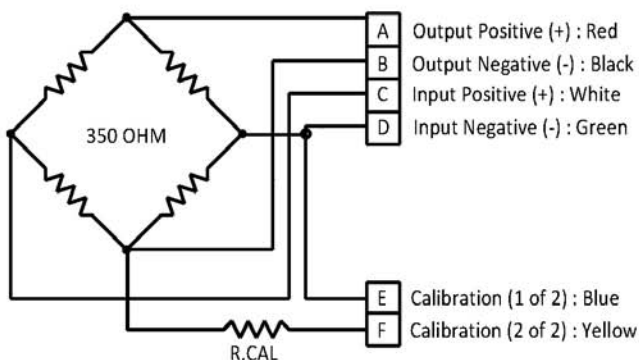 A Output Positive (+) : Red
B Output Negative (-) : Black
C Input Positive (+) : White
D Input Negative (-) : Green
350 OHM
E Calibration (1 of 2) : Blue
F Calibration (2 of 2) : Yellow
R.CAL